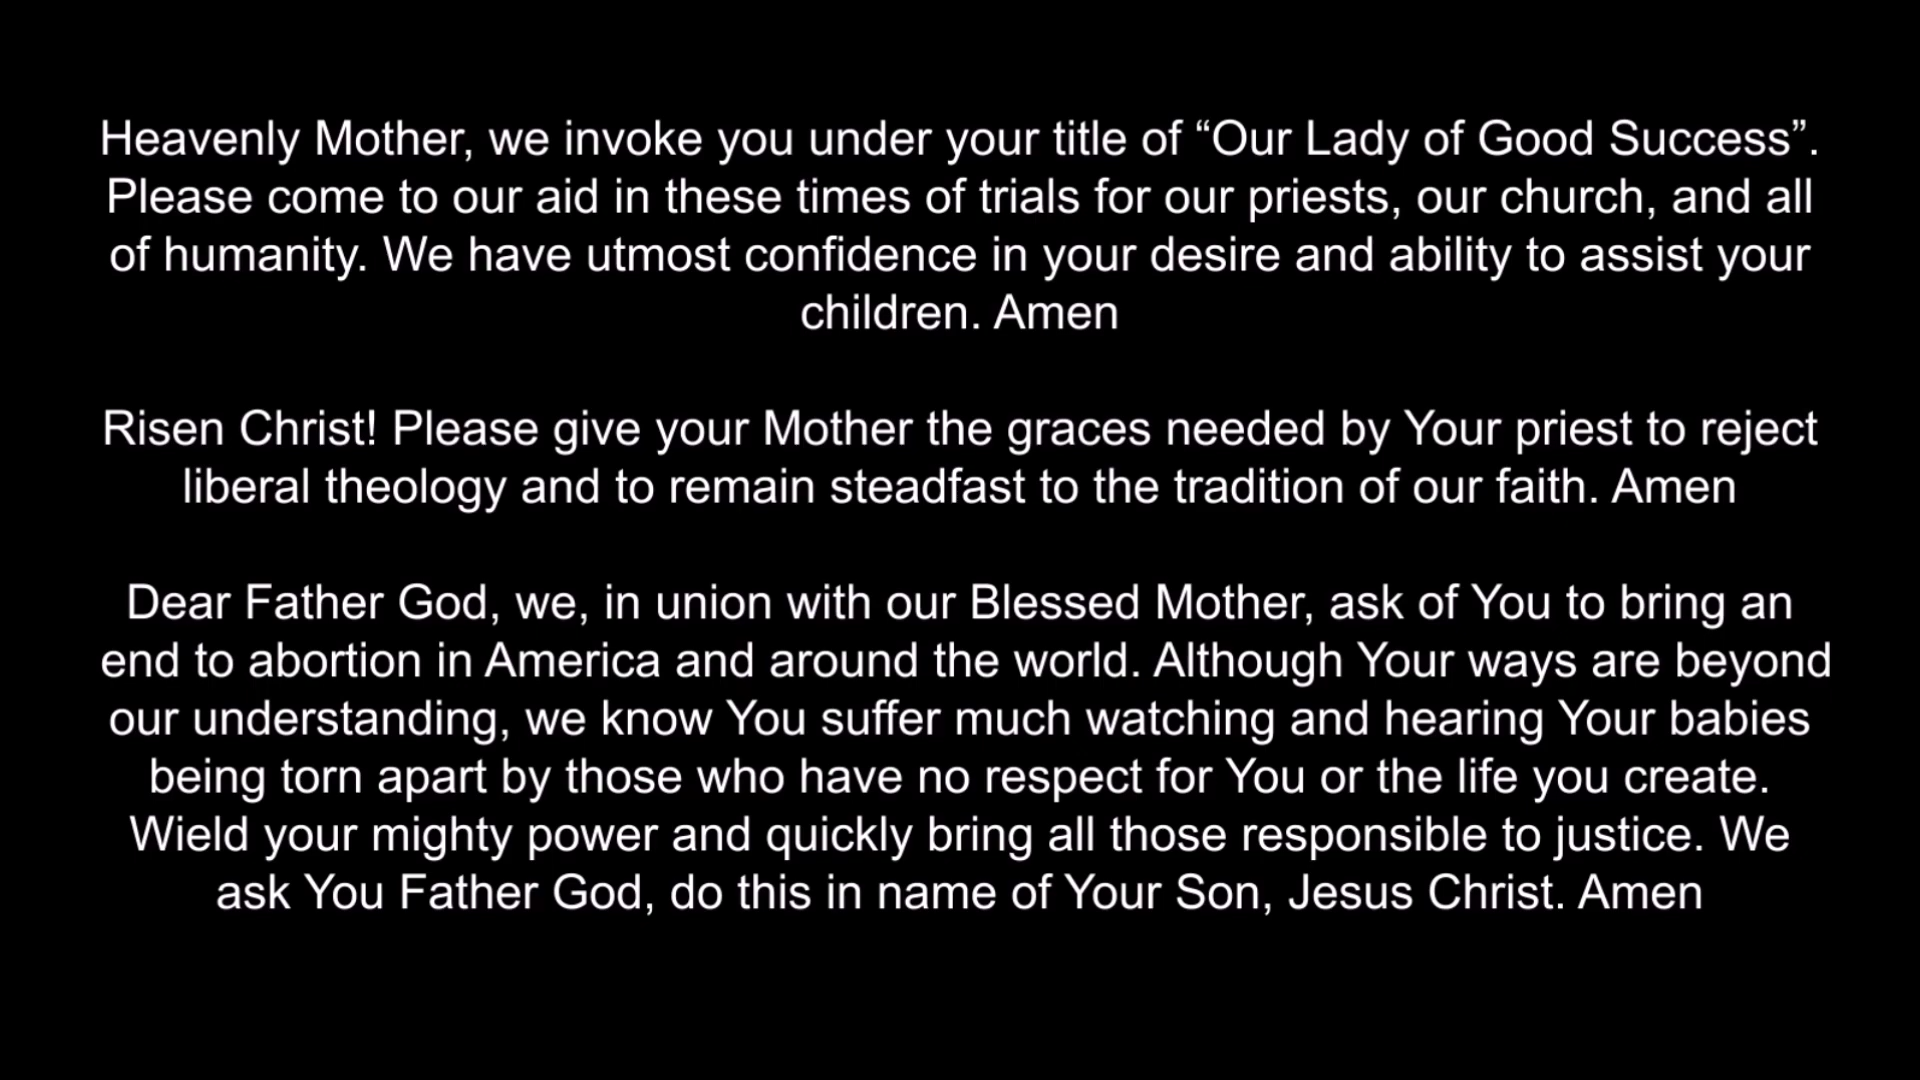 Heavenly Mother, we invoke you under your title of “Our Lady of Good Success”.
Please come to our aid in these times of trials for our priests, our church, and all
of humanity. We have utmost confidence in your desire and ability to assist your
children. Amen
Risen Christ! Please give your Mother the graces needed by Your priest to reject
liberal theology and to remain steadfast to the tradition of our faith. Amen
Dear Father God, we, in union with our Blessed Mother, ask of You to bring an
end to abortion in America and around the world. Although Your ways are beyond
our understanding, we know You suffer much watching and hearing Your babies
being torn apart by those who have no respect for You or the life you create.
Wield your mighty power and quickly bring all those responsible to justice. We
ask You Father God, do this in name of Your Son, Jesus Christ. Amen